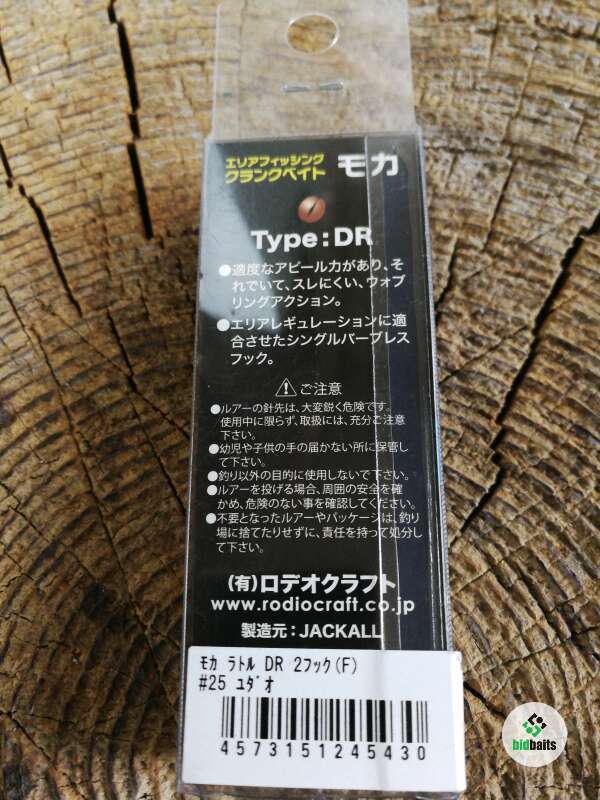 エリアフィッシング
クランクベイト モカ
Type:DR
●適度なアピール力があり、そ
れでいて、スレにくい、ウォブ
リングアクション。
●エリアレギュレーションに適
合させたシングルバーブレス
フック。
⚠ご注意
●ルアーの針先は、大変鋭く危険です。
使用中に限らず、取扱には、充分ご注意
下さい。
●幼児や子供の手の届かない所に保管し
て下さい。
●釣り以外の目的に使用しないで下さい。
●ルアーを投げる場合、周囲の安全を確
かめ、危険のない事を確認してください。
●不要となったルアーやパッケージは、釣り
場に捨てたりせずに、責任を持って処分し
て下さい。
(有)ロデオクラフト
www.rodiocraft.co.jp
製造元:JACKALL
ﾓｶ ﾗﾄﾙ DR 2ﾌｯｸ(F)
#25 ﾕﾀﾞｵ
4573151245430
bidbaits